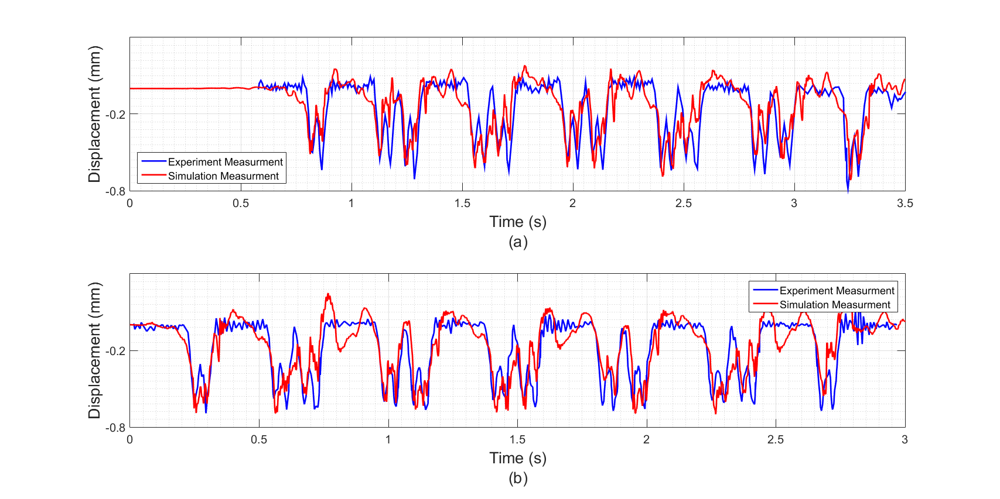 Displacement (mm)
-0.2
-0.8
Experiment Measurment
Simulation Measurment
0 0.5 1 1.5 2 2.5 3 3.5
Time (s)
(a)
Displacement (mm)
-0.2
-0.8
Experiment Measurment
Simulation Measurment
0 0.5 1 1.5 2 2.5 3
Time (s)
(b)